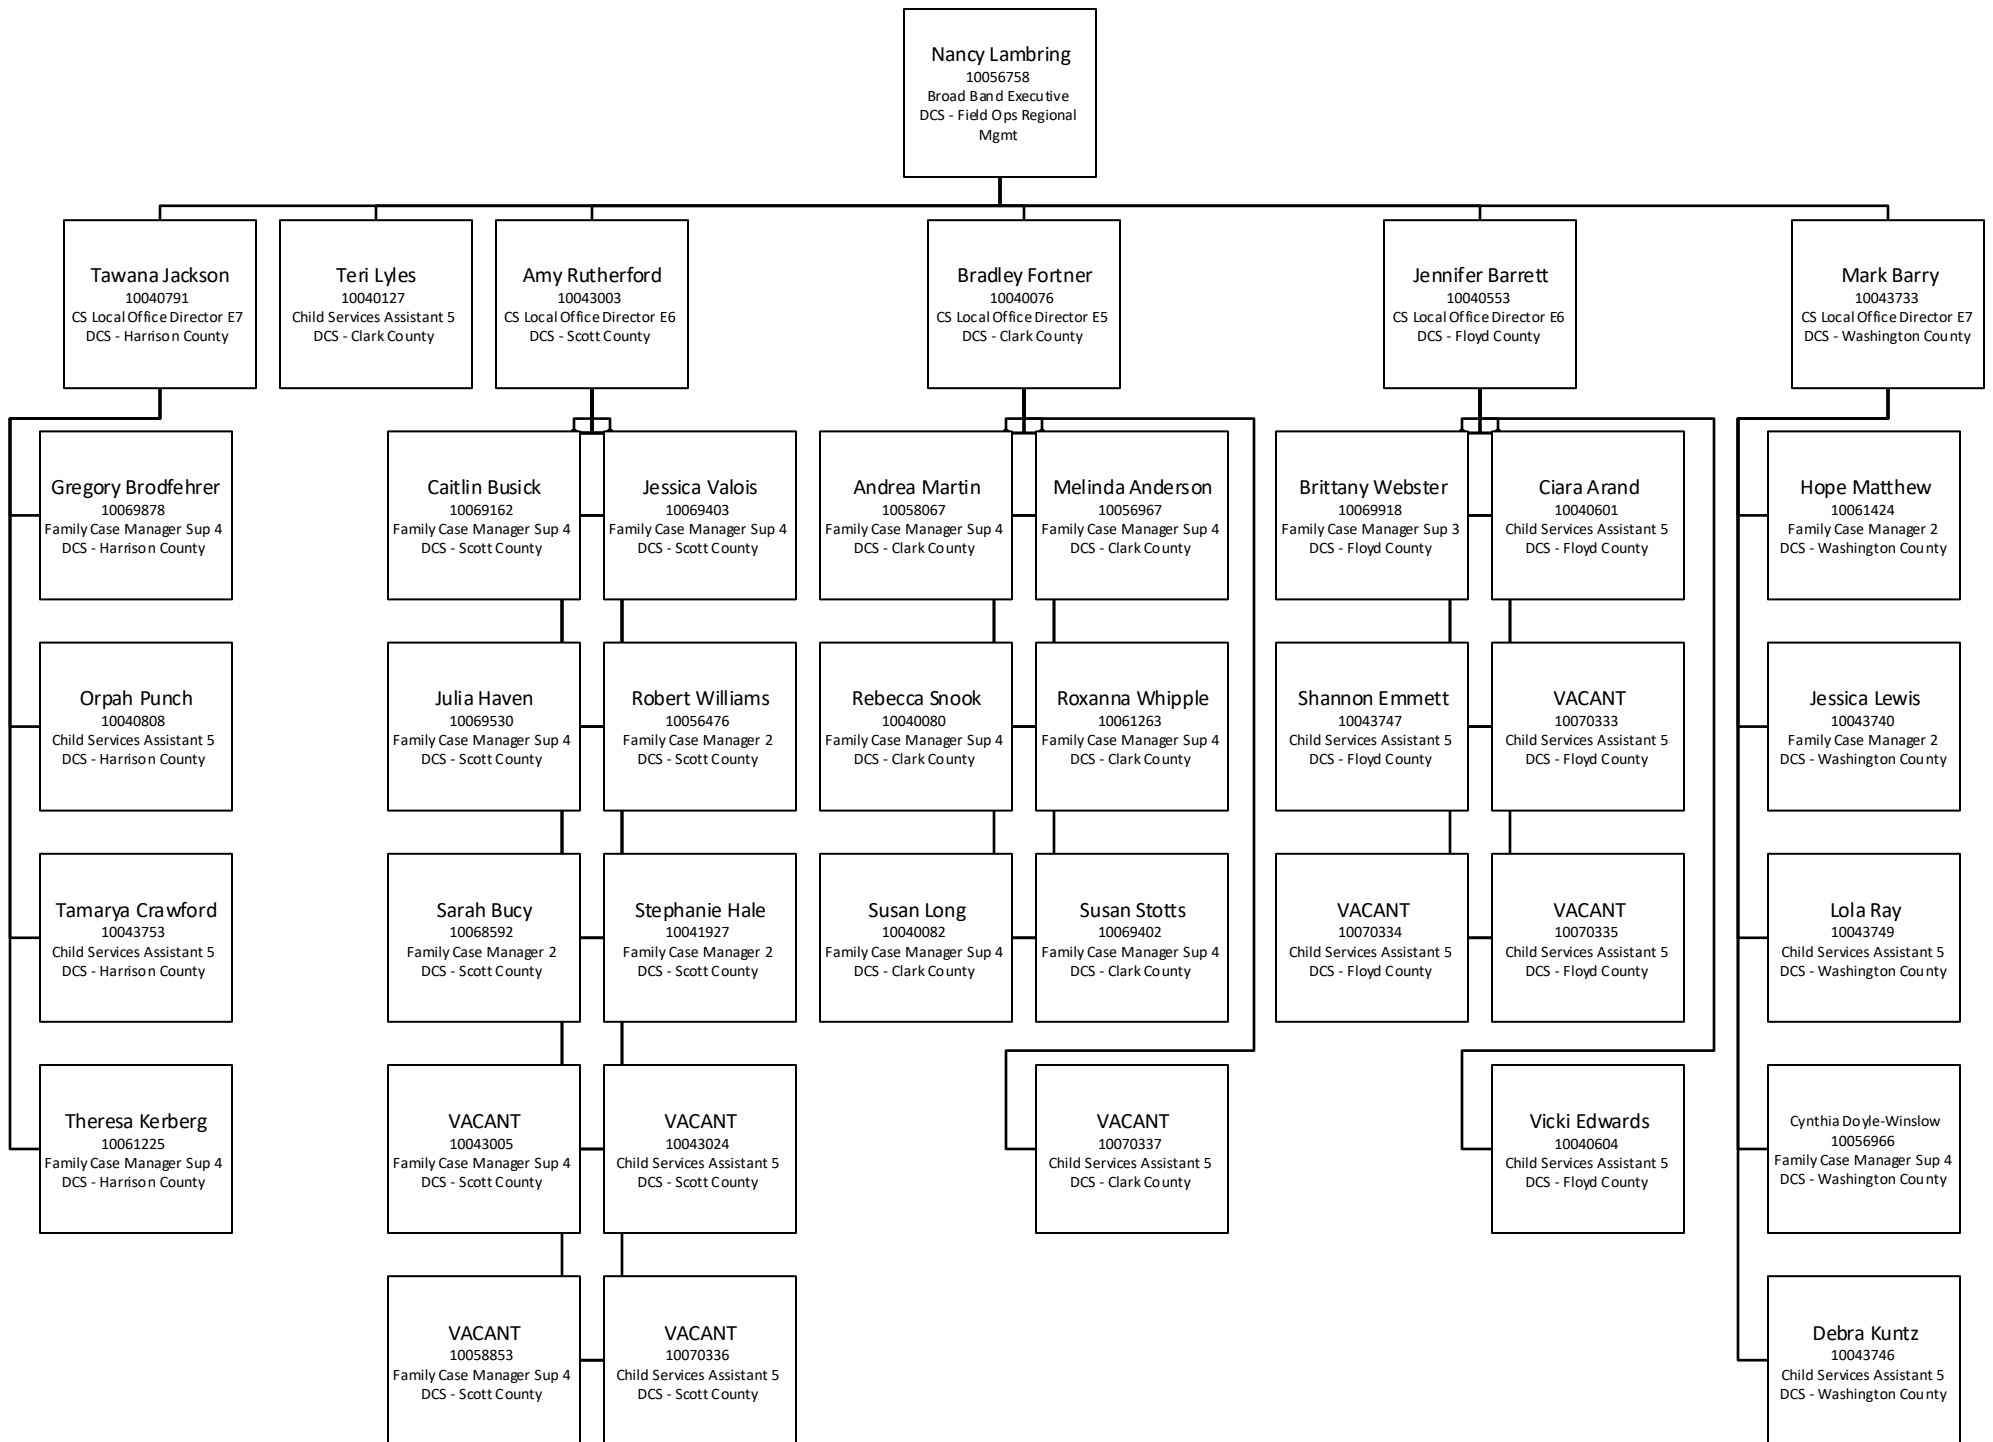 Nancy Lambring
10056758
Broad Band Executive
DCS - Field Ops Regional
Mgmt
Tawana Jackson
10040791
CS Local Office Director E7
DCS - Harrison County
Teri Lyles
10040127
Child Services Assistant 5
DCS - Clark County
Amy Rutherford
10043003
CS Local Office Director E6
DCS - Scott County
Bradley Fortner
10040076
CS Local Office Director E5
DCS - Clark County
Jennifer Barrett
10040553
CS Local Office Director E6
DCS - Floyd County
Mark Barry
10043733
CS Local Office Director E7
DCS - Washington County
Gregory Brodfehrer
10069878
Family Case Manager Sup 4
DCS - Harrison County
Caitlin Busick
10069162
Family Case Manager Sup 4
DCS - Scott County
Jessica Valois
10069403
Family Case Manager Sup 4
DCS - Scott County
Andrea Martin
10058067
Family Case Manager Sup 4
DCS - Clark County
Melinda Anderson
10056967
Family Case Manager Sup 4
DCS - Clark County
Brittany Webster
10069918
Family Case Manager Sup 3
DCS - Floyd County
Ciara Arand
10040601
Child Services Assistant 5
DCS - Floyd County
Hope Matthew
10061424
Family Case Manager 2
DCS - Washington County
Orpah Punch
10040808
Child Services Assistant 5
DCS - Harrison County
Julia Haven
10069530
Family Case Manager Sup 4
DCS - Scott County
Robert Williams
10056476
Family Case Manager 2
DCS - Scott County
Rebecca Snook
10040080
Family Case Manager Sup 4
DCS - Clark County
Roxanna Whipple
10061263
Family Case Manager Sup 4
DCS - Clark County
Shannon Emmett
10043747
Child Services Assistant 5
DCS - Floyd County
VACANT
10070333
Child Services Assistant 5
DCS - Floyd County
Jessica Lewis
10043740
Family Case Manager 2
DCS - Washington County
Tamarya Crawford
10043753
Child Services Assistant 5
DCS - Harrison County
Sarah Bucy
10068592
Family Case Manager 2
DCS - Scott County
Stephanie Hale
10041927
Family Case Manager 2
DCS - Scott County
Susan Long
10040082
Family Case Manager Sup 4
DCS - Clark County
Susan Stotts
10069402
Family Case Manager Sup 4
DCS - Clark County
VACANT
10070334
Child Services Assistant 5
DCS - Floyd County
VACANT
10070335
Child Services Assistant 5
DCS - Floyd County
Lola Ray
10043749
Child Services Assistant 5
DCS - Washington County
Theresa Kerberg
10061225
Family Case Manager Sup 4
DCS - Harrison County
VACANT
10043005
Family Case Manager Sup 4
DCS - Scott County
VACANT
10043024
Child Services Assistant 5
DCS - Scott County
VACANT
10070337
Child Services Assistant 5
DCS - Clark County
Vicki Edwards
10040604
Child Services Assistant 5
DCS - Floyd County
Cynthia Doyle-Winslow
10056966
Family Case Manager Sup 4
DCS - Washington County
VACANT
10058853
Family Case Manager Sup 4
DCS - Scott County
VACANT
10070336
Child Services Assistant 5
DCS - Scott County
Debra Kuntz
10043746
Child Services Assistant 5
DCS - Washington County